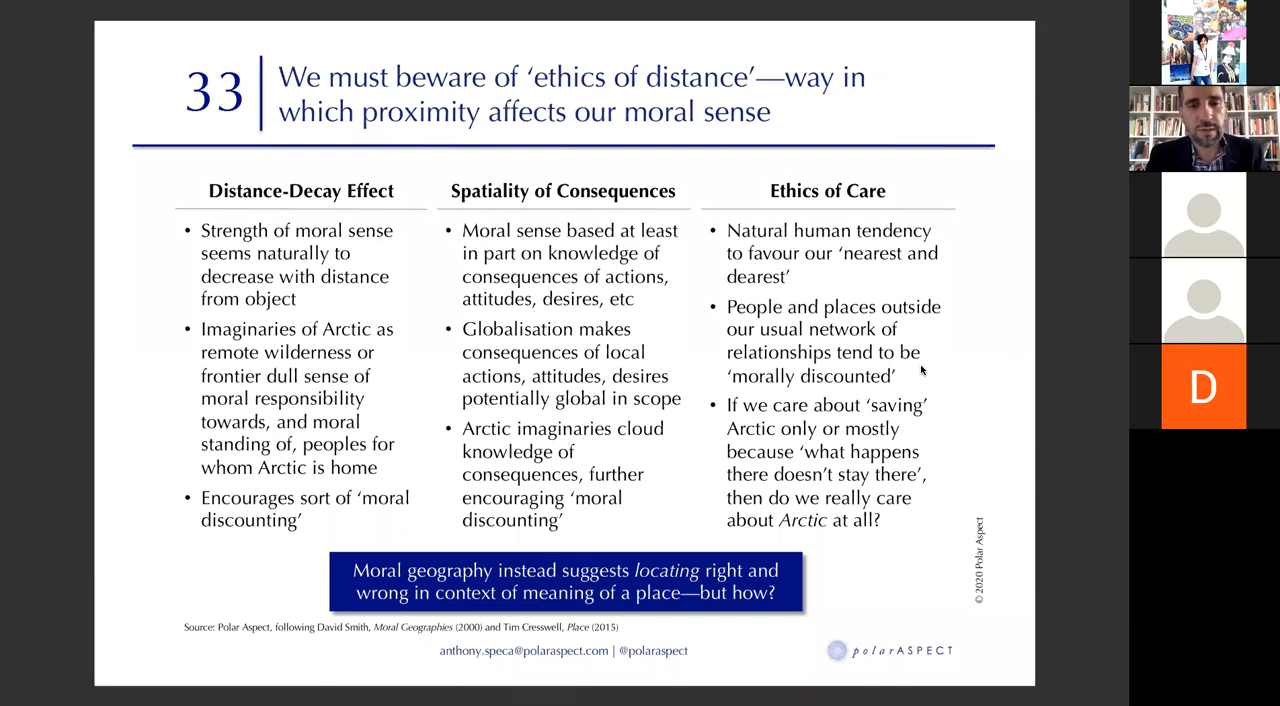 33
We must beware of ‘ethics of distance’—way in
which proximity affects our moral sense
Distance-Decay Effect
• Strength of moral sense
seems naturally to
decrease with distance
from object
• Imaginaries of Arctic as
remote wilderness or
frontier dull sense of
moral responsibility
towards, and moral
standing of, peoples for
whom Arctic is home
• Encourages sort of ‘moral
discounting’
Spatiality of Consequences
• Moral sense based at least
in part on knowledge of
consequences of actions,
attitudes, desires, etc
• Globalisation makes
consequences of local
actions, attitudes, desires
potentially global in scope
• Arctic imaginaries cloud
knowledge of
consequences, further
encouraging ‘moral
discounting’
Ethics of Care
• Natural human tendency
to favour our ‘nearest and
dearest’
• People and places outside
our usual network of
relationships tend to be
‘morally discounted’
• If we care about ‘saving’
Arctic only or mostly
because ‘what happens
there doesn’t stay there’,
then do we really care
about Arctic at all?
Moral geography instead suggests locating right and
wrong in context of meaning of a place—but how?
Source: Polar Aspect, following David Smith, Moral Geographies (2000) and Tim Cresswell, Place (2015)
anthony.speca@polaraspect.com | @polaraspect
polarASPECT
© 2020 Polar Aspect
D